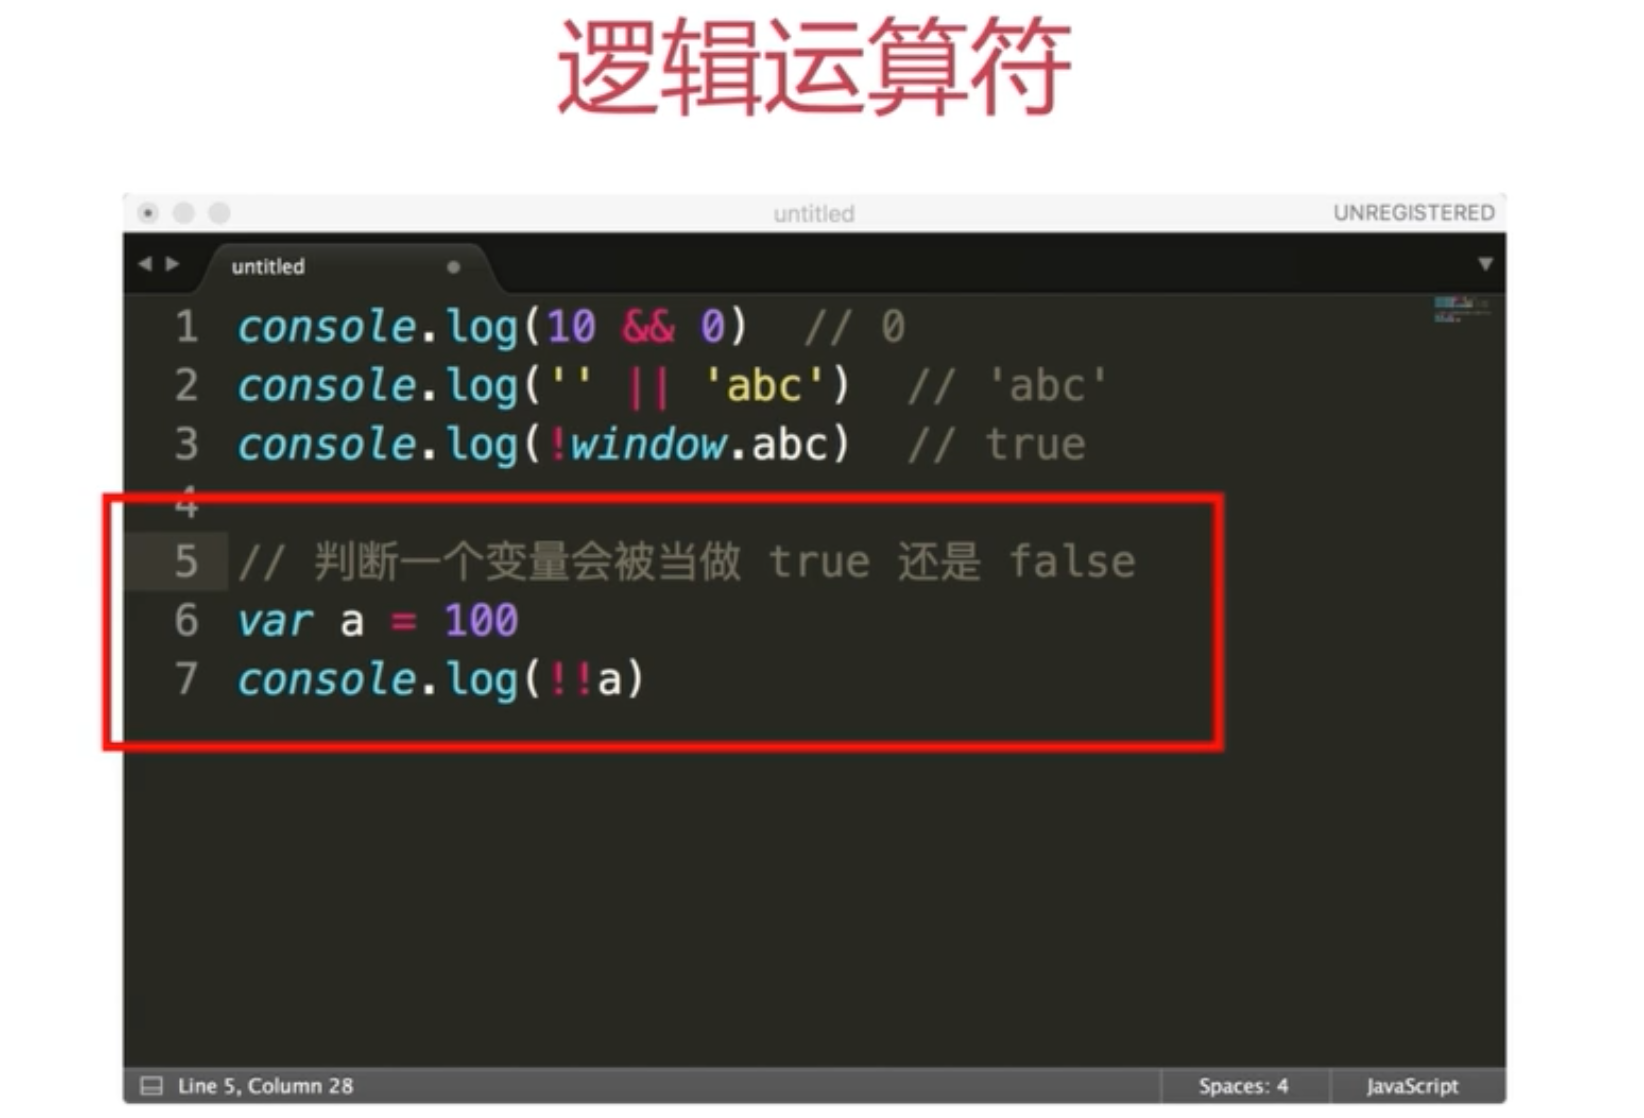 逻辑运算符
untitled
UNREGISTERED
untitled
1 console.log(10 && 0)  // 0
2 console.log('' || 'abc')  // 'abc'
3 console.log(!window.abc)  // true
4
5 // 判断一个变量会被当做 true 还是 false
6 var a = 100
7 console.log(!!a)
Line 5, Column 28
Spaces: 4
JavaScript